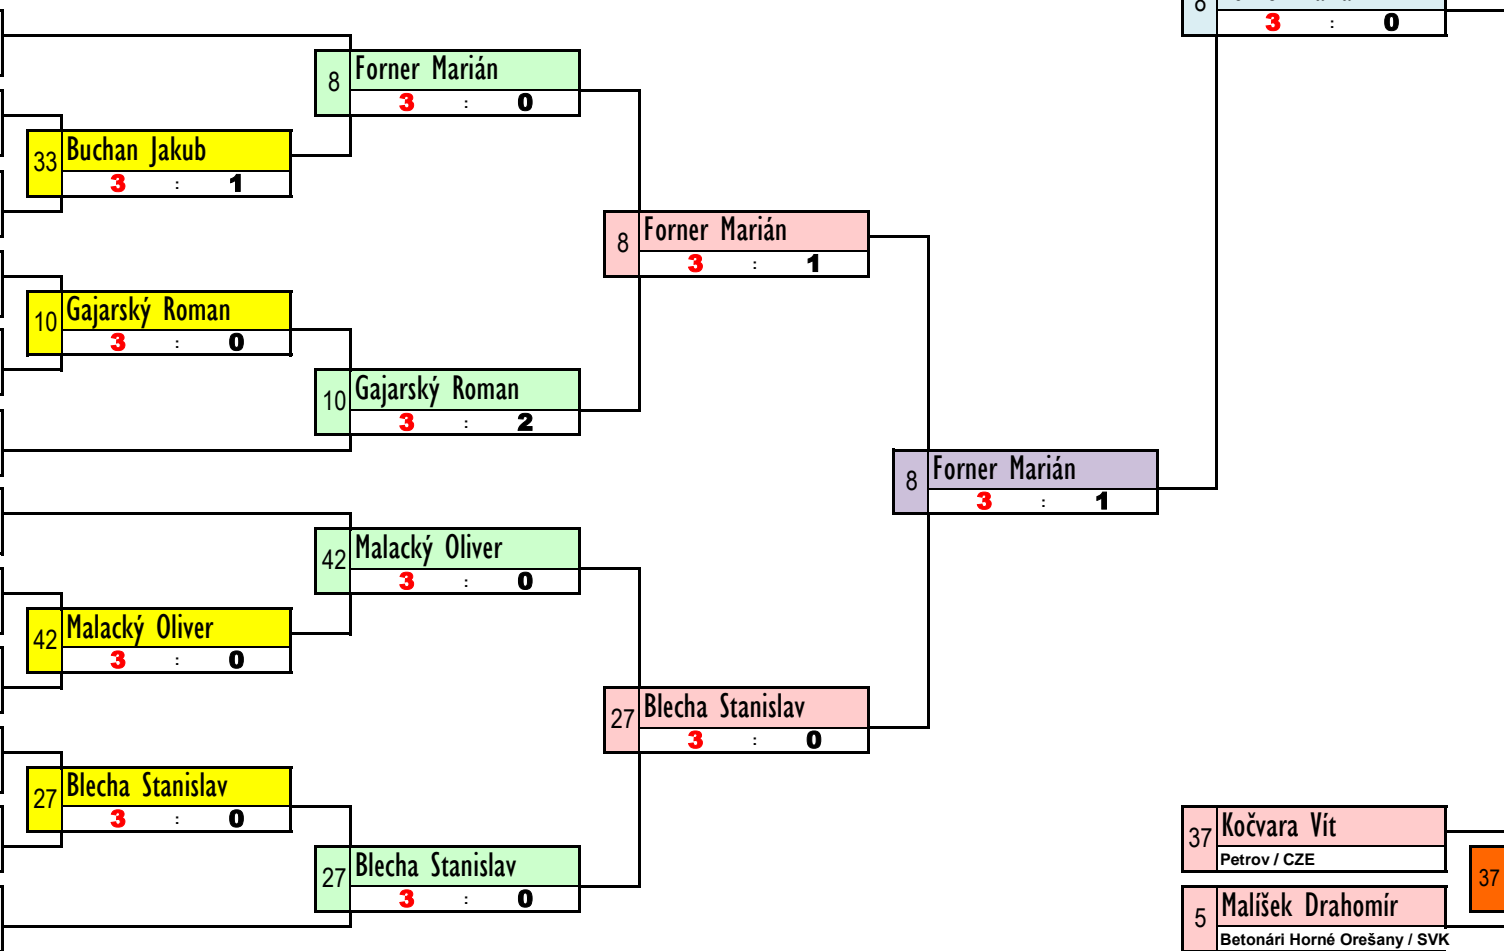 8
3 : 0
8 Forner Marián
3 : 0
33 Buchan Jakub
3 : 1
8 Forner Marián
3 : 1
10 Gajarský Roman
3 : 0
10 Gajarský Roman
3 : 2
8 Forner Marián
3 : 1
42 Malacký Oliver
3 : 0
42 Malacký Oliver
3 : 0
27 Blecha Stanislav
3 : 0
27 Blecha Stanislav
3 : 0
27 Blecha Stanislav
3 : 0
37 Kočvara Vít
Petrov / CZE
37
5 Malíšek Drahomír
Betonári Horné Orešany / SVK